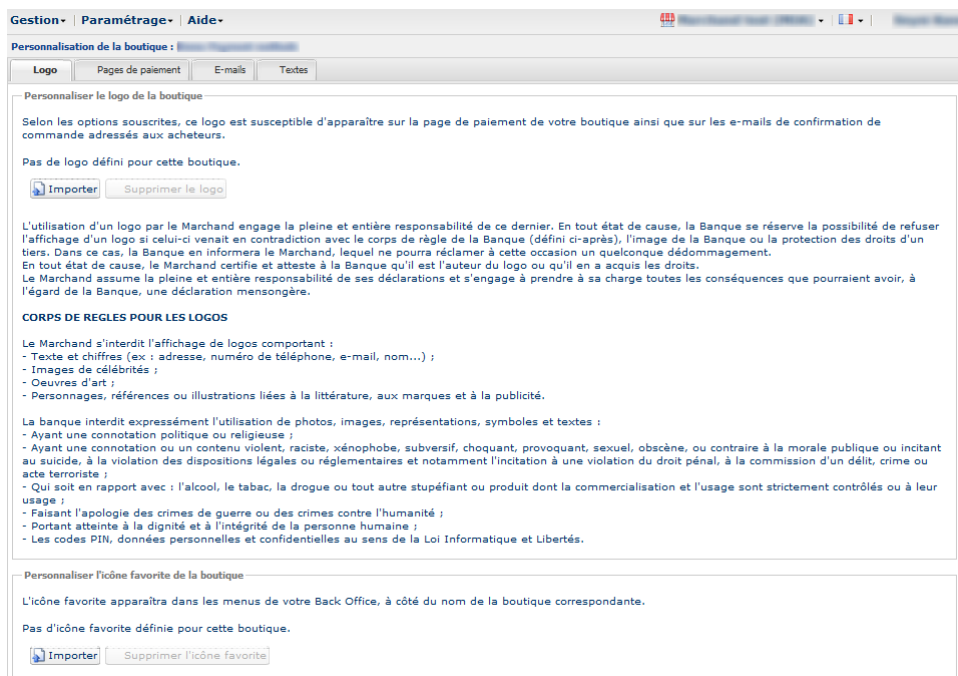 Gestion Paramétrage Aide
Personnalisation de la boutique :
Logo Pages de paiement E-mails Textes
Personnaliser le logo de la boutique
Selon les options souscrites, ce logo est susceptible d'apparaître sur la page de paiement de votre boutique ainsi que sur les e-mails de confirmation de
commande adressés aux acheteurs.
Pas de logo défini pour cette boutique.
Importer Supprimer le logo
L'utilisation d'un logo par le Marchand engage la pleine et entière responsabilité de ce dernier. En tout état de cause, la Banque se réserve la possibilité de refuser
l'affichage d'un logo si celui-ci venait en contradiction avec le corps de règle de la Banque (défini ci-après), l'image de la Banque ou la protection des droits d'un
tiers. Dans ce cas, la Banque en informera le Marchand, lequel ne pourra réclamer à cette occasion un quelconque dédommagement.
En tout état de cause, le Marchand certifie et atteste à la Banque qu'il est l'auteur du logo ou qu'il en a acquis les droits.
Le Marchand assume la pleine et entière responsabilité de ses déclarations et s'engage à prendre à sa charge toutes les conséquences que pourraient avoir, à
l'égard de la Banque, une déclaration mensongère.
CORPS DE REGLES POUR LES LOGOS
Le Marchand s'interdit l'affichage de logos comportant :
- Texte et chiffres (ex : adresse, numéro de téléphone, e-mail, nom...) ;
- Images de célébrités ;
- Oeuvres d'art ;
- Personnages, références ou illustrations liées à la littérature, aux marques et à la publicité.
La banque interdit expressément l'utilisation de photos, images, représentations, symboles et textes :
- Ayant une connotation politique ou religieuse ;
- Ayant une connotation ou un contenu violent, raciste, xénophobe, subversif, choquant, provoquant, sexuel, obscène, ou contraire à la morale publique ou incitant
au suicide, à la violation des dispositions légales ou réglementaires et notamment l'incitation à une violation du droit pénal, à la commission d'un délit, crime ou
acte terroriste ;
- Qui soit en rapport avec : l'alcool, le tabac, la drogue ou tout autre stupéfiant ou produit dont la commercialisation et l'usage sont strictement contrôlés ou à leur
usage ;
- Faisant l'apologie des crimes de guerre ou des crimes contre l'humanité ;
- Portant atteinte à la dignité et à l'intégrité de la personne humaine ;
- Les codes PIN, données personnelles et confidentielles au sens de la Loi Informatique et Libertés.
Personnaliser l'icône favorite de la boutique
L'icône favorite apparaîtra dans les menus de votre Back Office, à côté du nom de la boutique correspondante.
Pas d'icône favorite définie pour cette boutique.
Importer Supprimer l'icône favorite